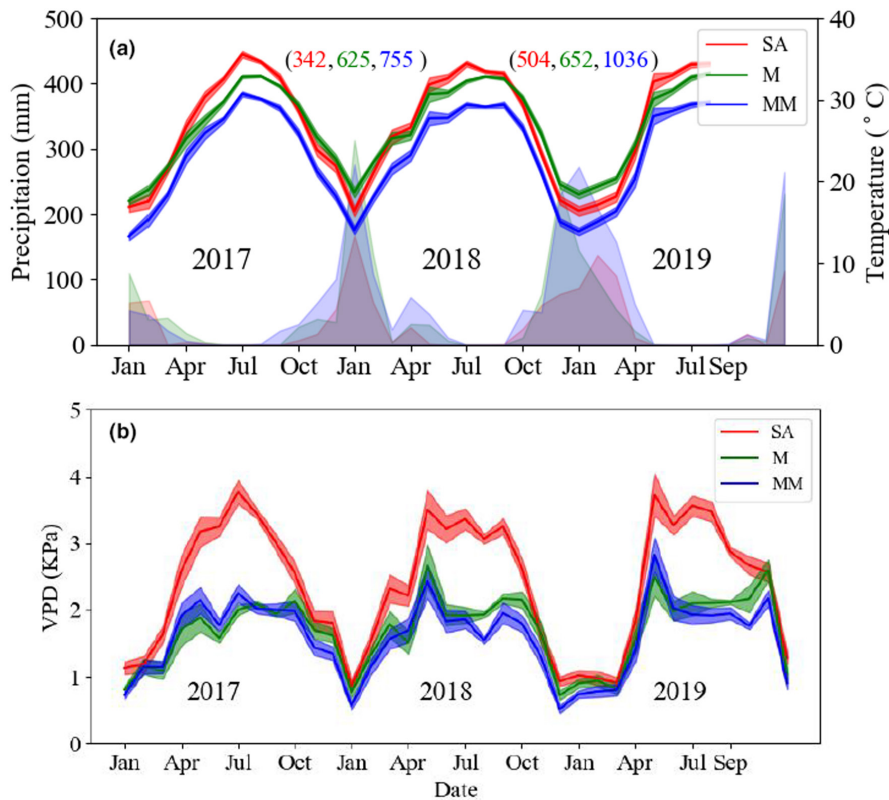 (a)
(342,625,755)
(504,652,1036)
SA
M
MM
Precipitaion (mm)
500
400
300
200
100
0
Temperature (°C)
40
30
20
10
0
2017
2018
2019
Jan Apr Jul Oct Jan Apr Jul Oct Jan Apr Jul Sep
(b)
SA
M
MM
VPD (KPa)
5
4
3
2
1
0
2017
2018
2019
Jan Apr Jul Oct Jan Apr Jul Oct Jan Apr Jul Sep
Date